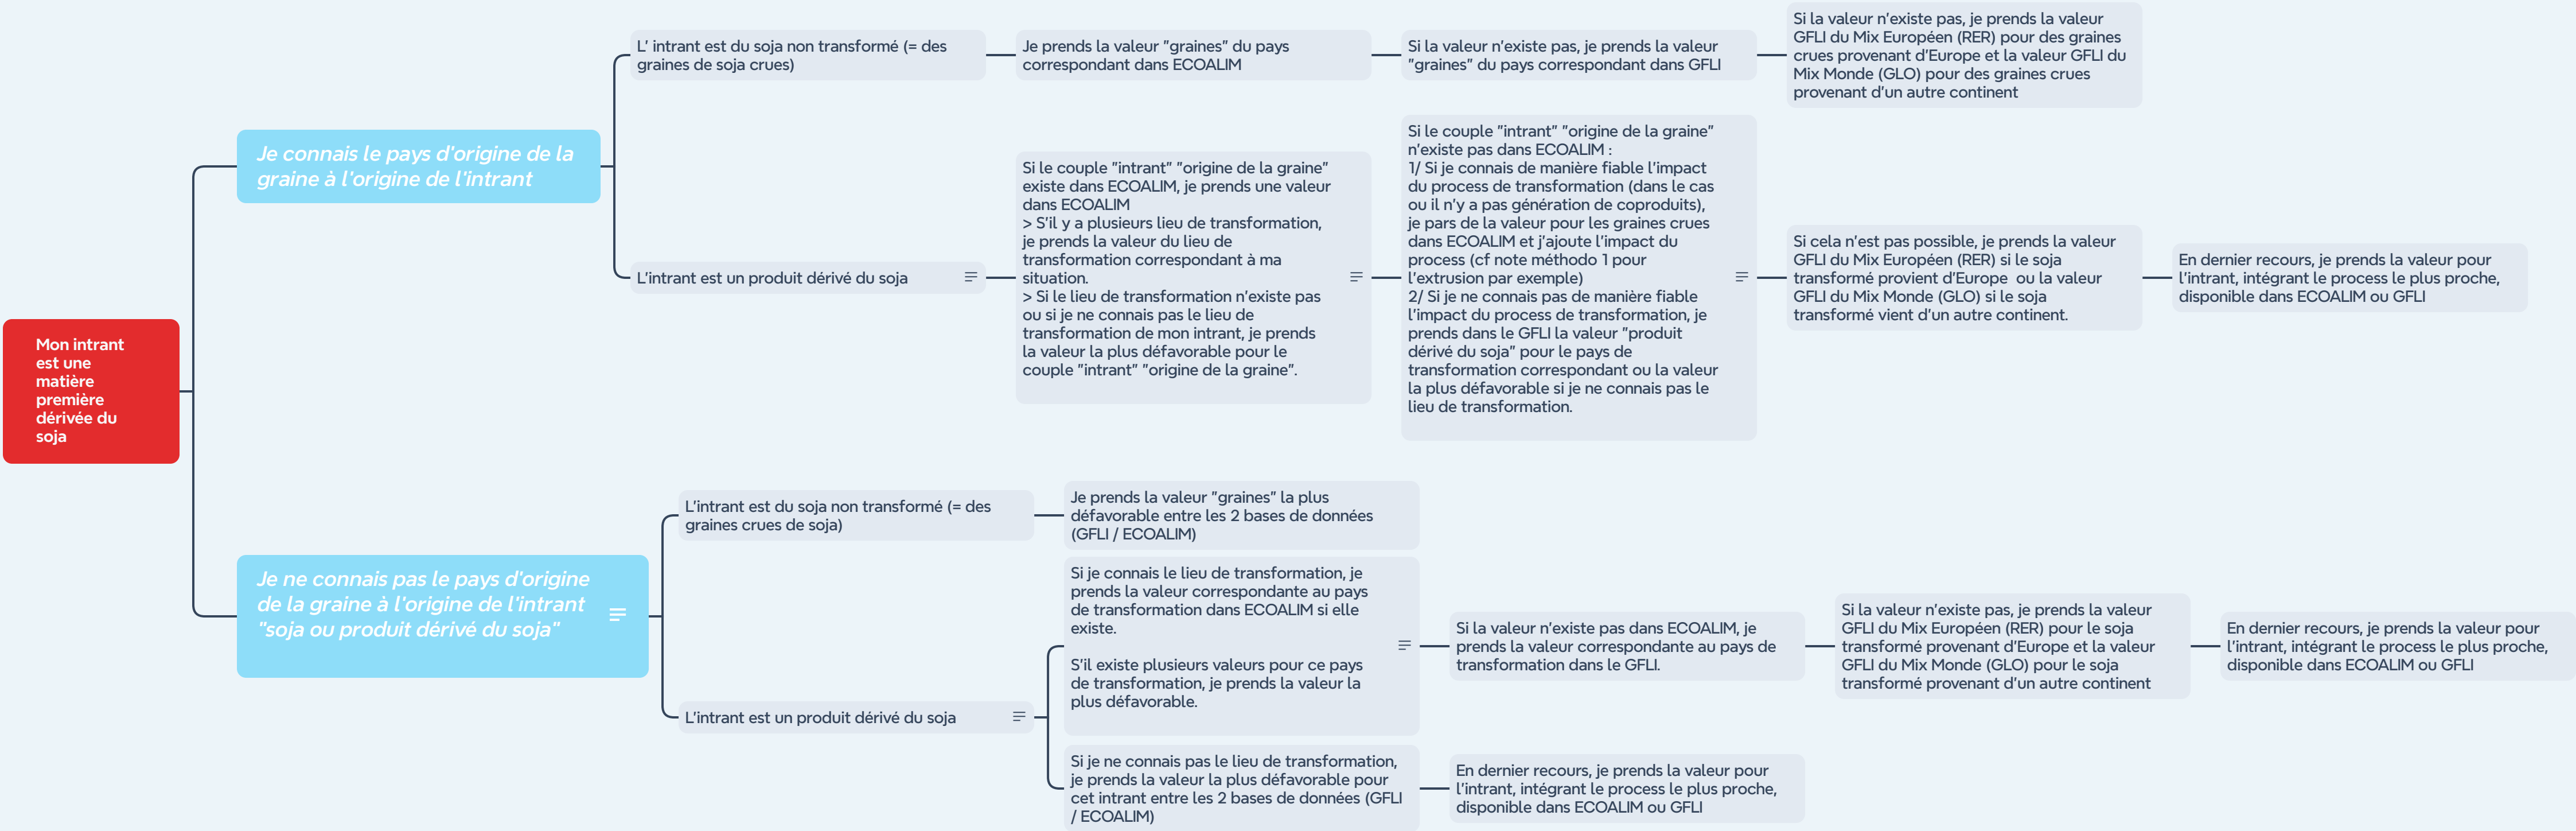 Mon intrant
est une
matière
première
dérivée du
soja
Je connais le pays d'origine de la
graine à l'origine de l'intrant
L' intrant est du soja non transformé (= des
graines de soja crues)
Je prends la valeur "graines" du pays
correspondant dans ECOALIM
Si la valeur n'existe pas, je prends la valeur
"graines" du pays correspondant dans GFLI
Si la valeur n'existe pas, je prends la valeur
GFLI du Mix Européen (RER) pour des graines
crues provenant d'Europe et la valeur GFLI du
Mix Monde (GLO) pour des graines crues
provenant d'un autre continent
L'intrant est un produit dérivé du soja
Si le couple "intrant" "origine de la graine"
existe dans ECOALIM, je prends une valeur
dans ECOALIM
> S'il y a plusieurs lieu de transformation,
je prends la valeur du lieu de
transformation correspondant à ma
situation.
> Si le lieu de transformation n'existe pas
ou si je ne connais pas le lieu de
transformation de mon intrant, je prends
la valeur la plus défavorable pour le
couple "intrant" "origine de la graine".
Si le couple "intrant" "origine de la graine"
n'existe pas dans ECOALIM :
1/ Si je connais de manière fiable l'impact
du process de transformation (dans le cas
ou il n'y a pas génération de coproduits),
je pars de la valeur pour les graines crues
dans ECOALIM et j'ajoute l'impact du
process (cf note méthodo 1 pour
l'extrusion par exemple)
2/ Si je ne connais pas de manière fiable
l'impact du process de transformation, je
prends dans le GFLI la valeur "produit
dérivé du soja" pour le pays de
transformation correspondant ou la valeur
la plus défavorable si je ne connais pas le
lieu de transformation.
Si cela n'est pas possible, je prends la valeur
GFLI du Mix Européen (RER) si le soja
transformé provient d'Europe ou la valeur
GFLI du Mix Monde (GLO) si le soja
transformé vient d'un autre continent.
En dernier recours, je prends la valeur pour
l'intrant, intégrant le process le plus proche,
disponible dans ECOALIM ou GFLI
Je ne connais pas le pays d'origine
de la graine à l'origine de l'intrant
"soja ou produit dérivé du soja"
L'intrant est du soja non transformé (= des
graines crues de soja)
Je prends la valeur "graines" la plus
défavorable entre les 2 bases de données
(GFLI / ECOALIM)
L'intrant est un produit dérivé du soja
Si je connais le lieu de transformation, je
prends la valeur correspondante au pays
de transformation dans ECOALIM si elle
existe.
S'il existe plusieurs valeurs pour ce pays
de transformation, je prends la valeur la
plus défavorable.
Si la valeur n'existe pas dans ECOALIM, je
prends la valeur correspondante au pays de
transformation dans le GFLI.
Si la valeur n'existe pas, je prends la valeur
GFLI du Mix Européen (RER) pour le soja
transformé provenant d'Europe et la valeur
GFLI du Mix Monde (GLO) pour le soja
transformé provenant d'un autre continent
En dernier recours, je prends la valeur pour
l'intrant, intégrant le process le plus proche,
disponible dans ECOALIM ou GFLI
Si je ne connais pas le lieu de transformation,
je prends la valeur la plus défavorable pour
cet intrant entre les 2 bases de données (GFLI
/ ECOALIM)
En dernier recours, je prends la valeur pour
l'intrant, intégrant le process le plus proche,
disponible dans ECOALIM ou GFLI